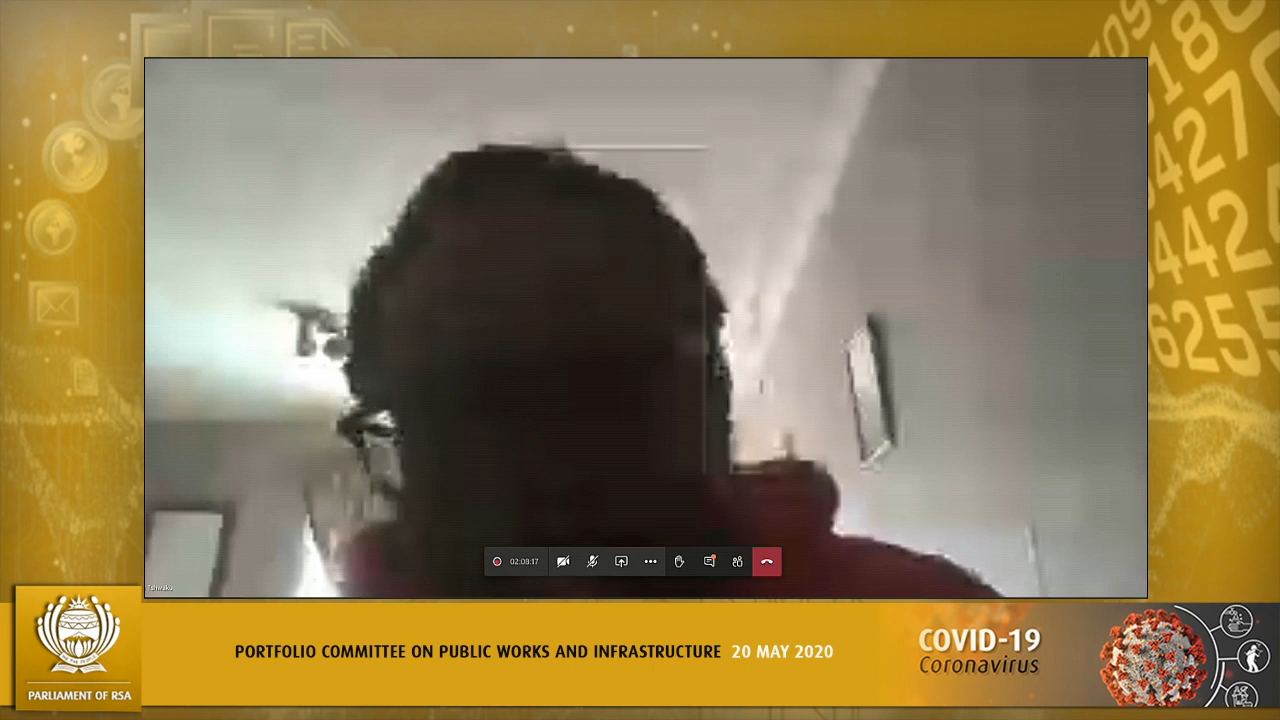 02:08:17
Tshwaku
PORTFOLIO COMMITTEE ON PUBLIC WORKS AND INFRASTRUCTURE 20 MAY 2020
COVID-19
Coronavirus
PARLIAMENT OF RSA